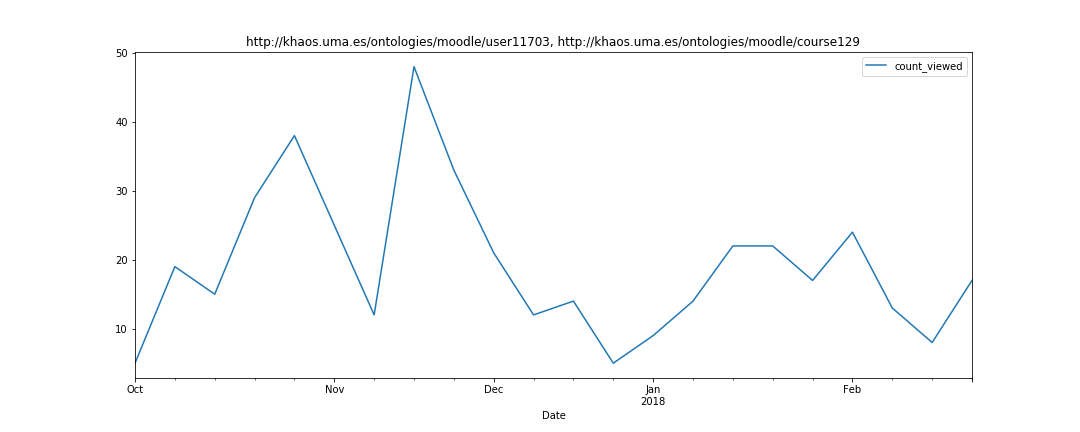 http://khaos.uma.es/ontologies/moodle/user11703, http://khaos.uma.es/ontologies/moodle/course129
count_viewed
50
40
30
20
10
Oct Nov Dec Jan Feb
2018
Date